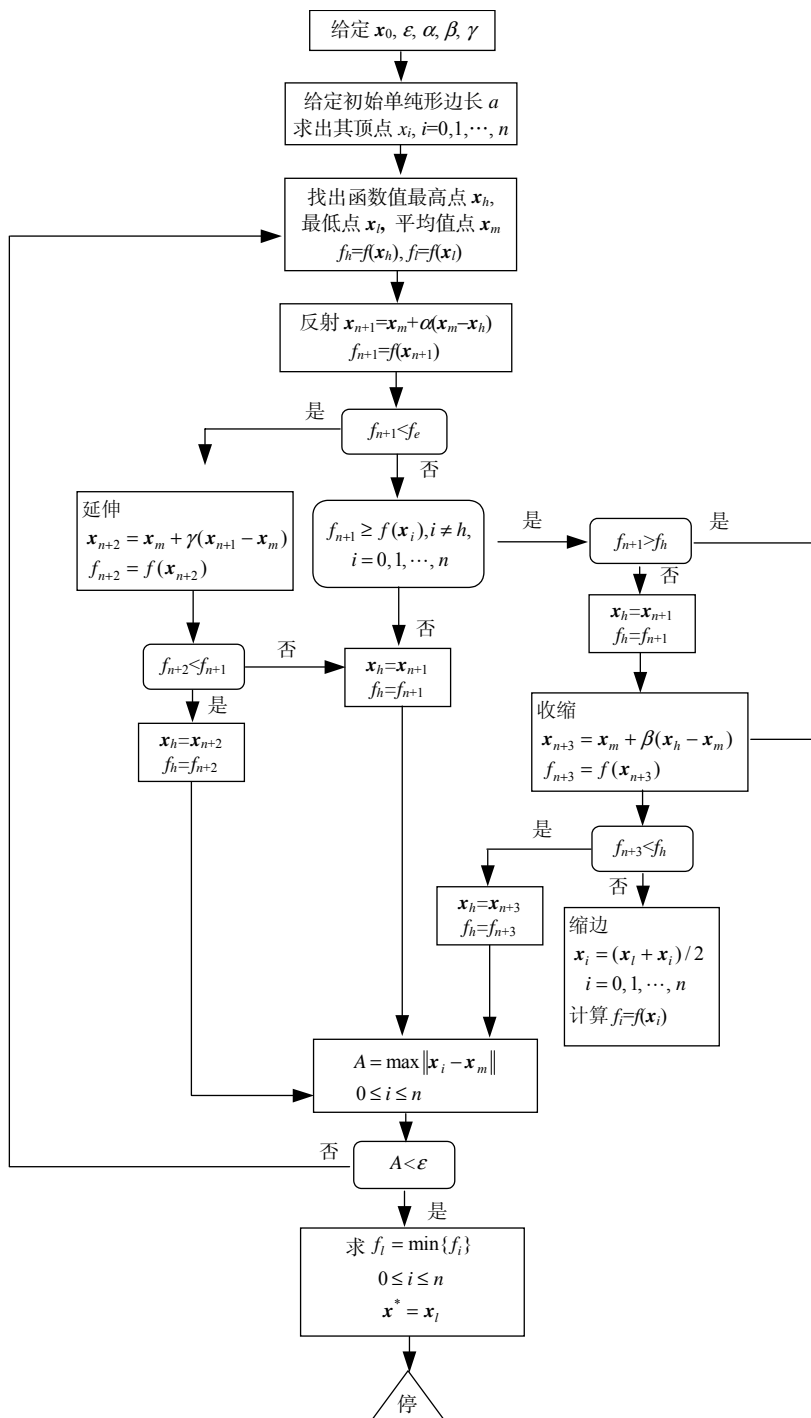 给定 x₀, ε, α, β, γ
给定初始单纯形边长 a
求出其顶点 xᵢ, i=0,1,⋯, n
找出函数值最高点 xₕ,
最低点 xₗ, 平均值点 xₘ
fₕ=f(xₕ), fₗ=f(xₗ)
反射 xₙ₊₁=xₘ+α(xₘ–xₕ)
fₙ₊₁=f(xₙ₊₁)
是
fₙ₊₁<fₑ
否
延伸
xₙ₊₂ = xₘ + γ(xₙ₊₁ − xₘ)
fₙ₊₂ = f(xₙ₊₂)
fₙ₊₁ ≥ f(xᵢ), i ≠ h,
i = 0, 1, ⋯, n
是
fₙ₊₁>fₕ
是
否
xₕ=xₙ₊₁
fₕ=fₙ₊₁
否
fₙ₊₂<fₙ₊₁
否
xₕ=xₙ₊₁
fₕ=fₙ₊₁
是
xₕ=xₙ₊₂
fₕ=fₙ₊₂
收缩
xₙ₊₃ = xₘ + β(xₕ − xₘ)
fₙ₊₃ = f(xₙ₊₃)
是
fₙ₊₃<fₕ
否
xₕ=xₙ₊₃
fₕ=fₙ₊₃
缩边
xᵢ = (xₗ + xᵢ) / 2
i = 0, 1, ⋯, n
计算 fᵢ=f(xᵢ)
A = max‖xᵢ − xₘ‖
0 ≤ i ≤ n
否
A<ε
是
求 fₗ = min{fᵢ}
0 ≤ i ≤ n
x* = xₗ
停